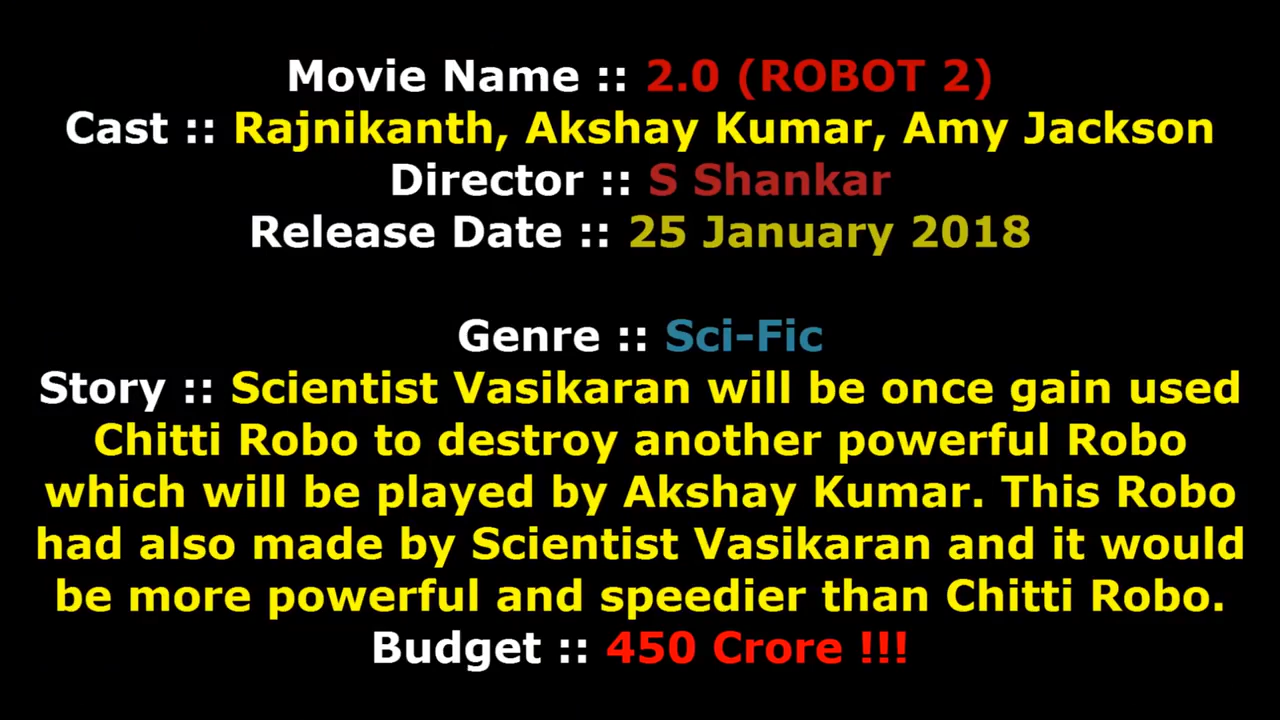 Movie Name :: 2.0 (ROBOT 2)
Cast :: Rajnikanth, Akshay Kumar, Amy Jackson
Director :: S Shankar
Release Date :: 25 January 2018
Genre :: Sci-Fic
Story :: Scientist Vasikaran will be once gain used
Chitti Robo to destroy another powerful Robo
which will be played by Akshay Kumar. This Robo
had also made by Scientist Vasikaran and it would
be more powerful and speedier than Chitti Robo.
Budget :: 450 Crore !!!